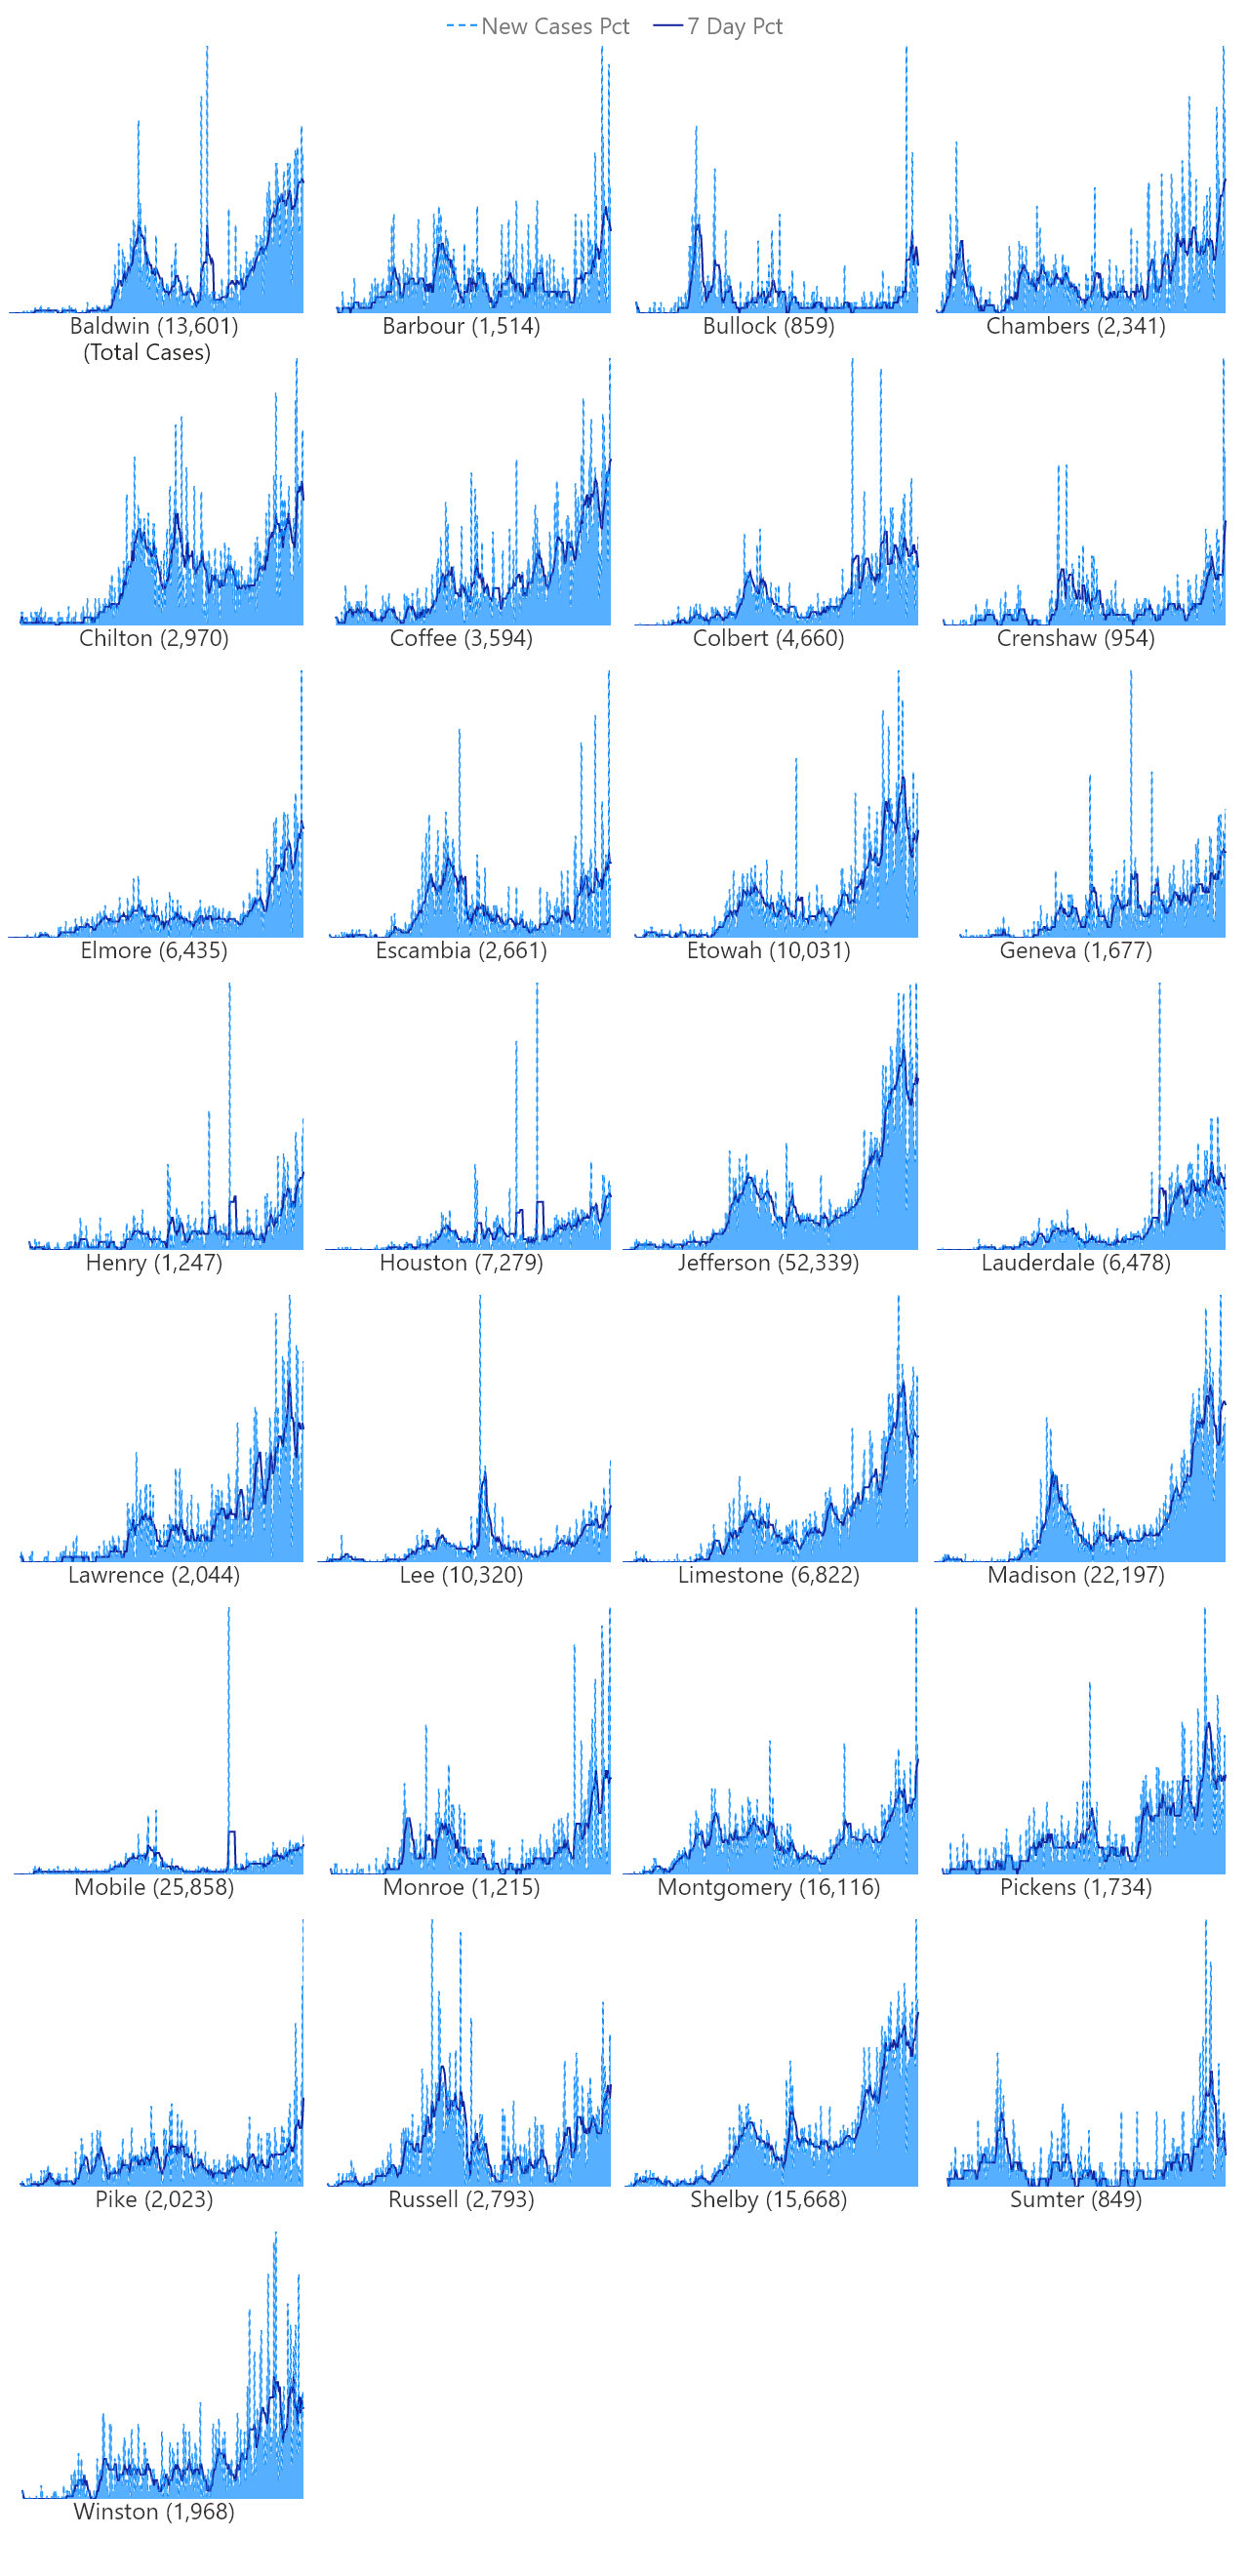 New Cases Pct 7 Day Pct
Baldwin (13,601) Barbour (1,514) Bullock (859) Chambers (2,341)
(Total Cases)
Chilton (2,970) Coffee (3,594) Colbert (4,660) Crenshaw (954)
Elmore (6,435) Escambia (2,661) Etowah (10,031) Geneva (1,677)
Henry (1,247) Houston (7,279) Jefferson (52,339) Lauderdale (6,478)
Lawrence (2,044) Lee (10,320) Limestone (6,822) Madison (22,197)
Mobile (25,858) Monroe (1,215) Montgomery (16,116) Pickens (1,734)
Pike (2,023) Russell (2,793) Shelby (15,668) Sumter (849)
Winston (1,968)